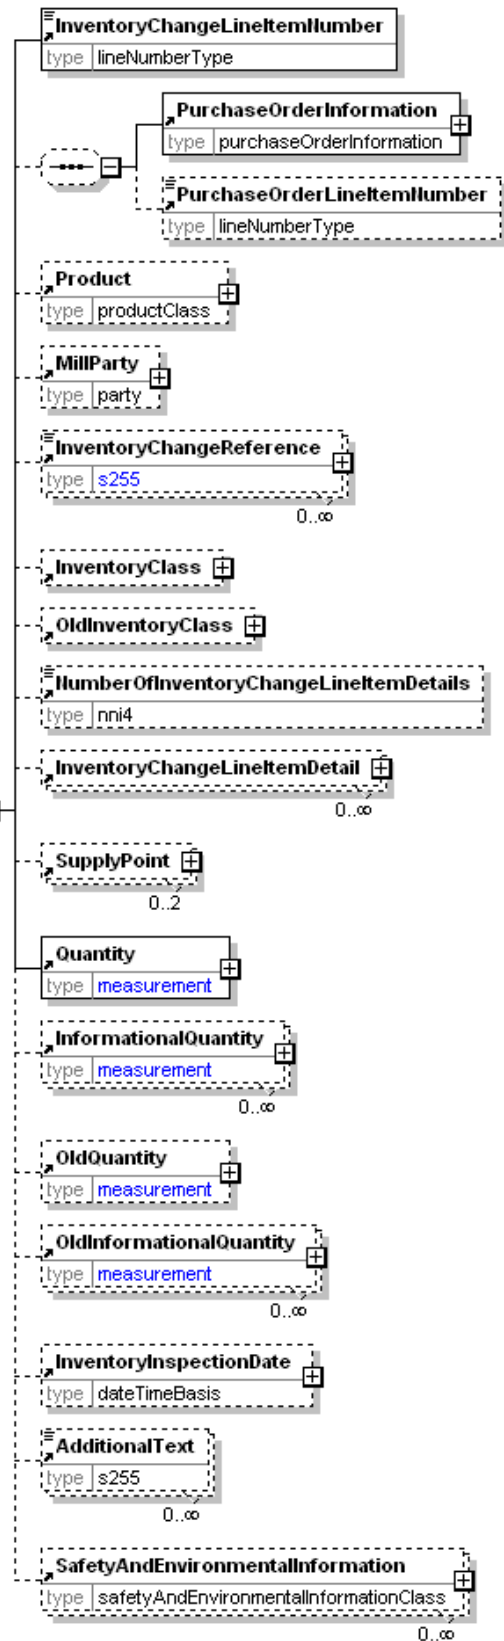 InventoryChangeLineItemNumber
type lineNumberType
PurchaseOrderInformation
type purchaseOrderInformation
PurchaseOrderLineItemNumber
type lineNumberType
Product
type productClass
MillParty
type party
InventoryChangeReference
type s255
0..∞
InventoryClass
OldInventoryClass
NumberOfInventoryChangeLineItemDetails
type nni4
InventoryChangeLineItemDetail
0..∞
SupplyPoint
0..2
Quantity
type measurement
InformationalQuantity
type measurement
0..∞
OldQuantity
type measurement
OldInformationalQuantity
type measurement
0..∞
InventoryInspectionDate
type dateTimeBasis
AdditionalText
type s255
0..∞
SafetyAndEnvironmentalInformation
type safetyAndEnvironmentalInformationClass
0..∞